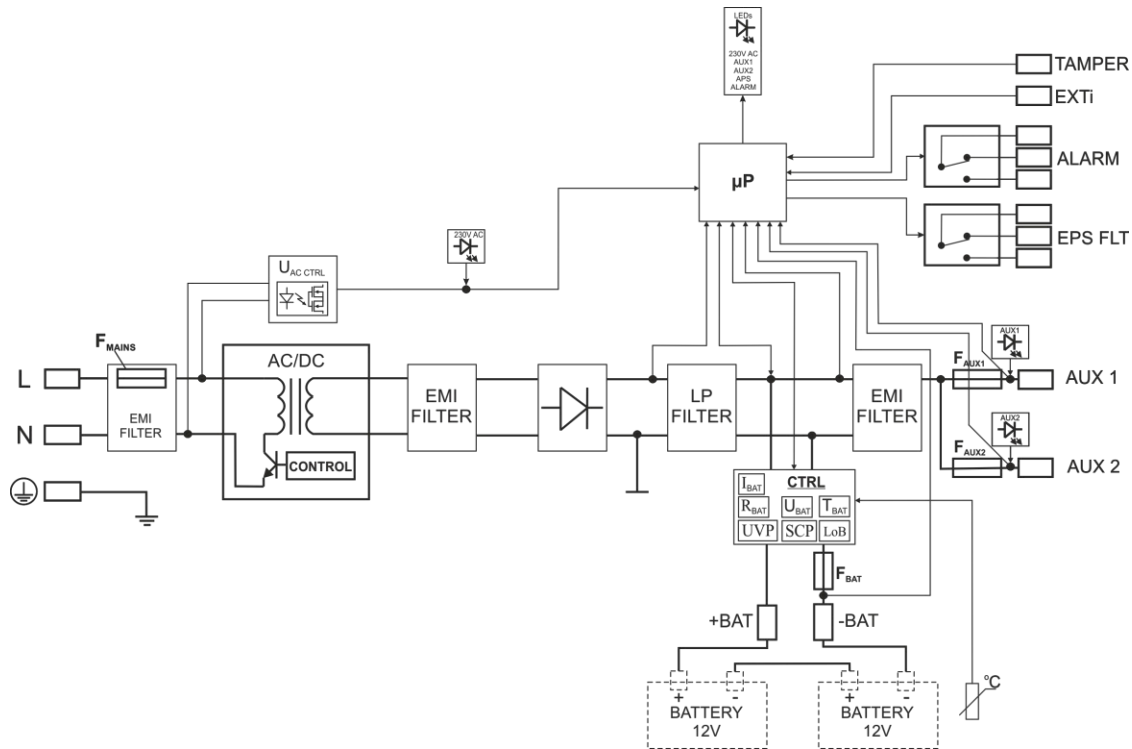 LEDs
230V AC
AUX1
AUX2
APS
ALARM
TAMPER
EXTi
ALARM
EPS FLT
µP
230V AC
U AC CTRL
F MAINS
L
N
EMI
FILTER
AC/DC
CONTROL
EMI
FILTER
LP
FILTER
EMI
FILTER
F AUX1
AUX1
AUX 1
F AUX2
AUX2
AUX 2
I BAT
CTRL
R BAT
U BAT
T BAT
UVP
SCP
LoB
F BAT
+BAT
-BAT
°C
+ -
BATTERY
12V
+ -
BATTERY
12V